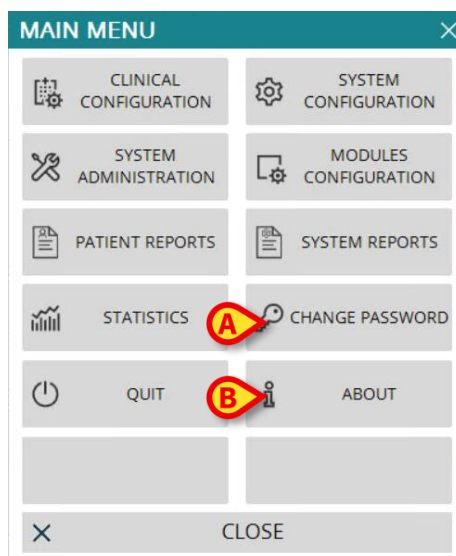 MAIN MENU
CLINICAL
CONFIGURATION
SYSTEM
CONFIGURATION
SYSTEM
ADMINISTRATION
MODULES
CONFIGURATION
PATIENT REPORTS
SYSTEM REPORTS
STATISTICS
A
CHANGE PASSWORD
QUIT
B
ABOUT
CLOSE